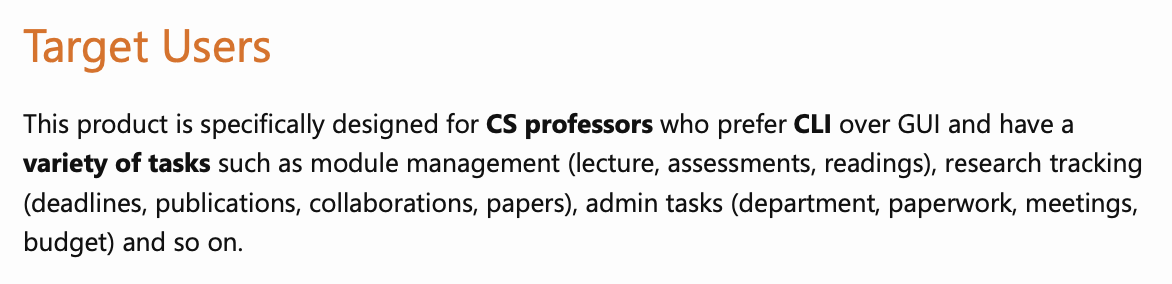 Target Users
This product is specifically designed for CS professors who prefer CLI over GUI and have a
variety of tasks such as module management (lecture, assessments, readings), research tracking
(deadlines, publications, collaborations, papers), admin tasks (department, paperwork, meetings,
budget) and so on.